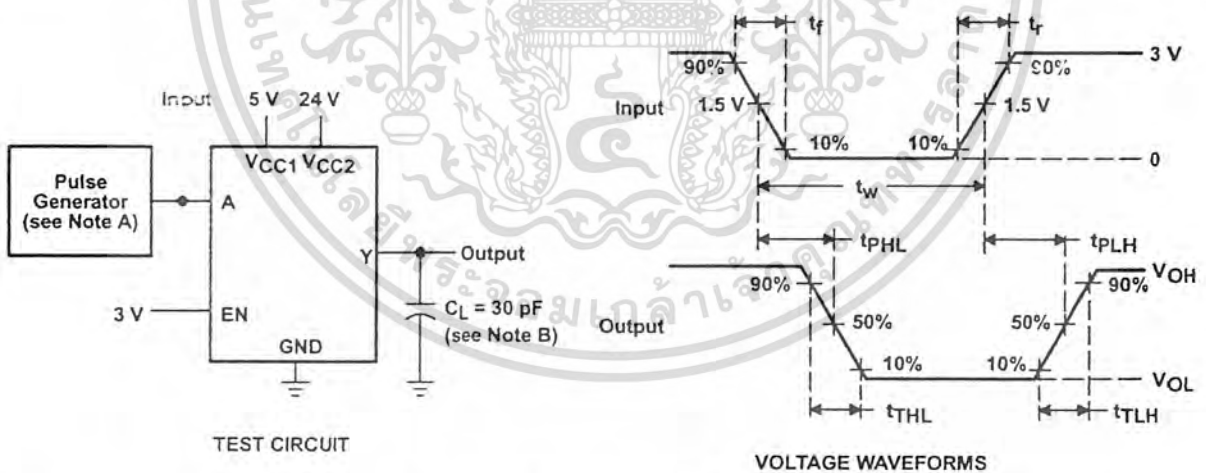 Input 5 V 24 V
VCC1 VCC2
Pulse
Generator
(see Note A)
A
Y
Output
3 V
EN
CL = 30 pF
(see Note B)
GND
TEST CIRCUIT
tf
tr
3 V
90%
90%
Input
1.5 V
1.5 V
10%
10%
0
tw
tPHL
tPLH
VOH
90%
90%
Output
50%
50%
10%
10%
VOL
tTHL
tTLH
VOLTAGE WAVEFORMS